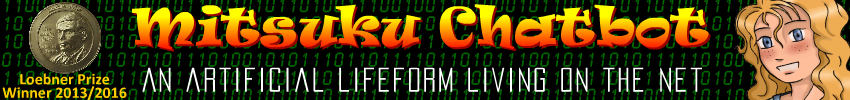 Mitsuku Chatbot
AN ARTIFICIAL LIFEFORM LIVING ON THE NET
Loebner Prize
Winner 2013/2016